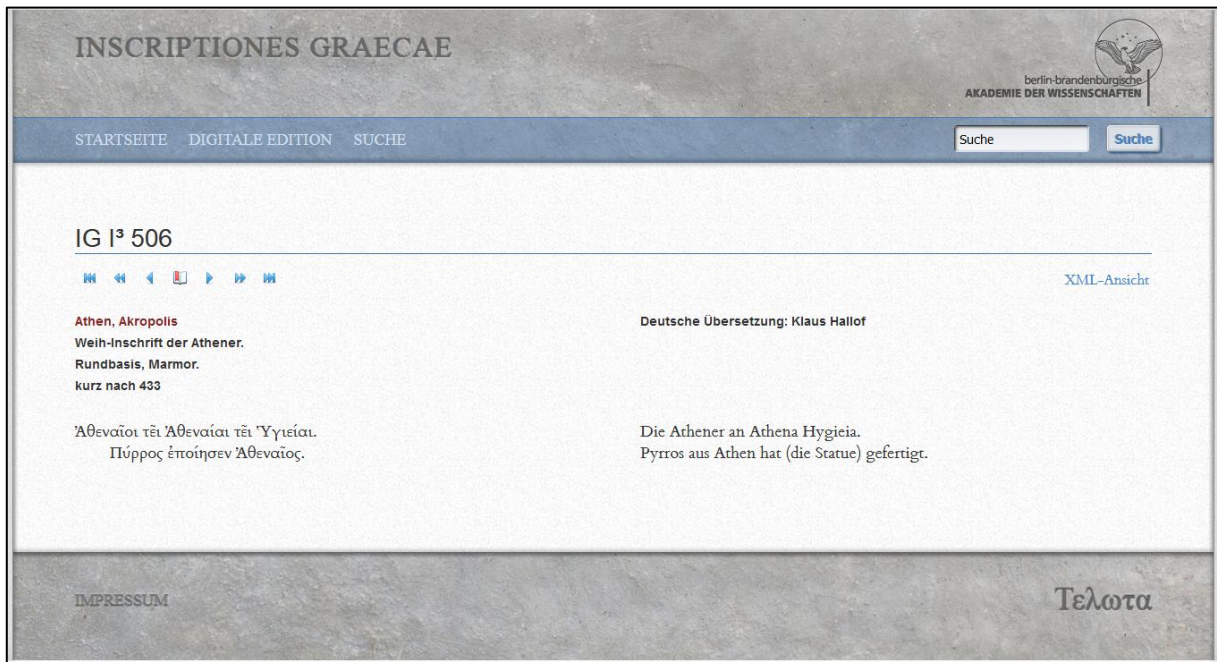 INSCRIPTIONES GRAECAE
berlin-brandenburgische
AKADEMIE DER WISSENSCHAFTEN
STARTSEITE DIGITALE EDITION SUCHE
Suche Suche
IG I³ 506
XML-Ansicht
Athen, Akropolis
Weih-Inschrift der Athener.
Rundbasis, Marmor.
kurz nach 433
Deutsche Übersetzung: Klaus Hallof
Ἀθεναῖοι τε͂ι Ἀθεναίαι τε͂ι Ὑγιείαι.
Πύρρος ἐποίησεν Ἀθεναῖος.
Die Athener an Athena Hygieia.
Pyrros aus Athen hat (die Statue) gefertigt.
IMPRESSUM
Τελωτα